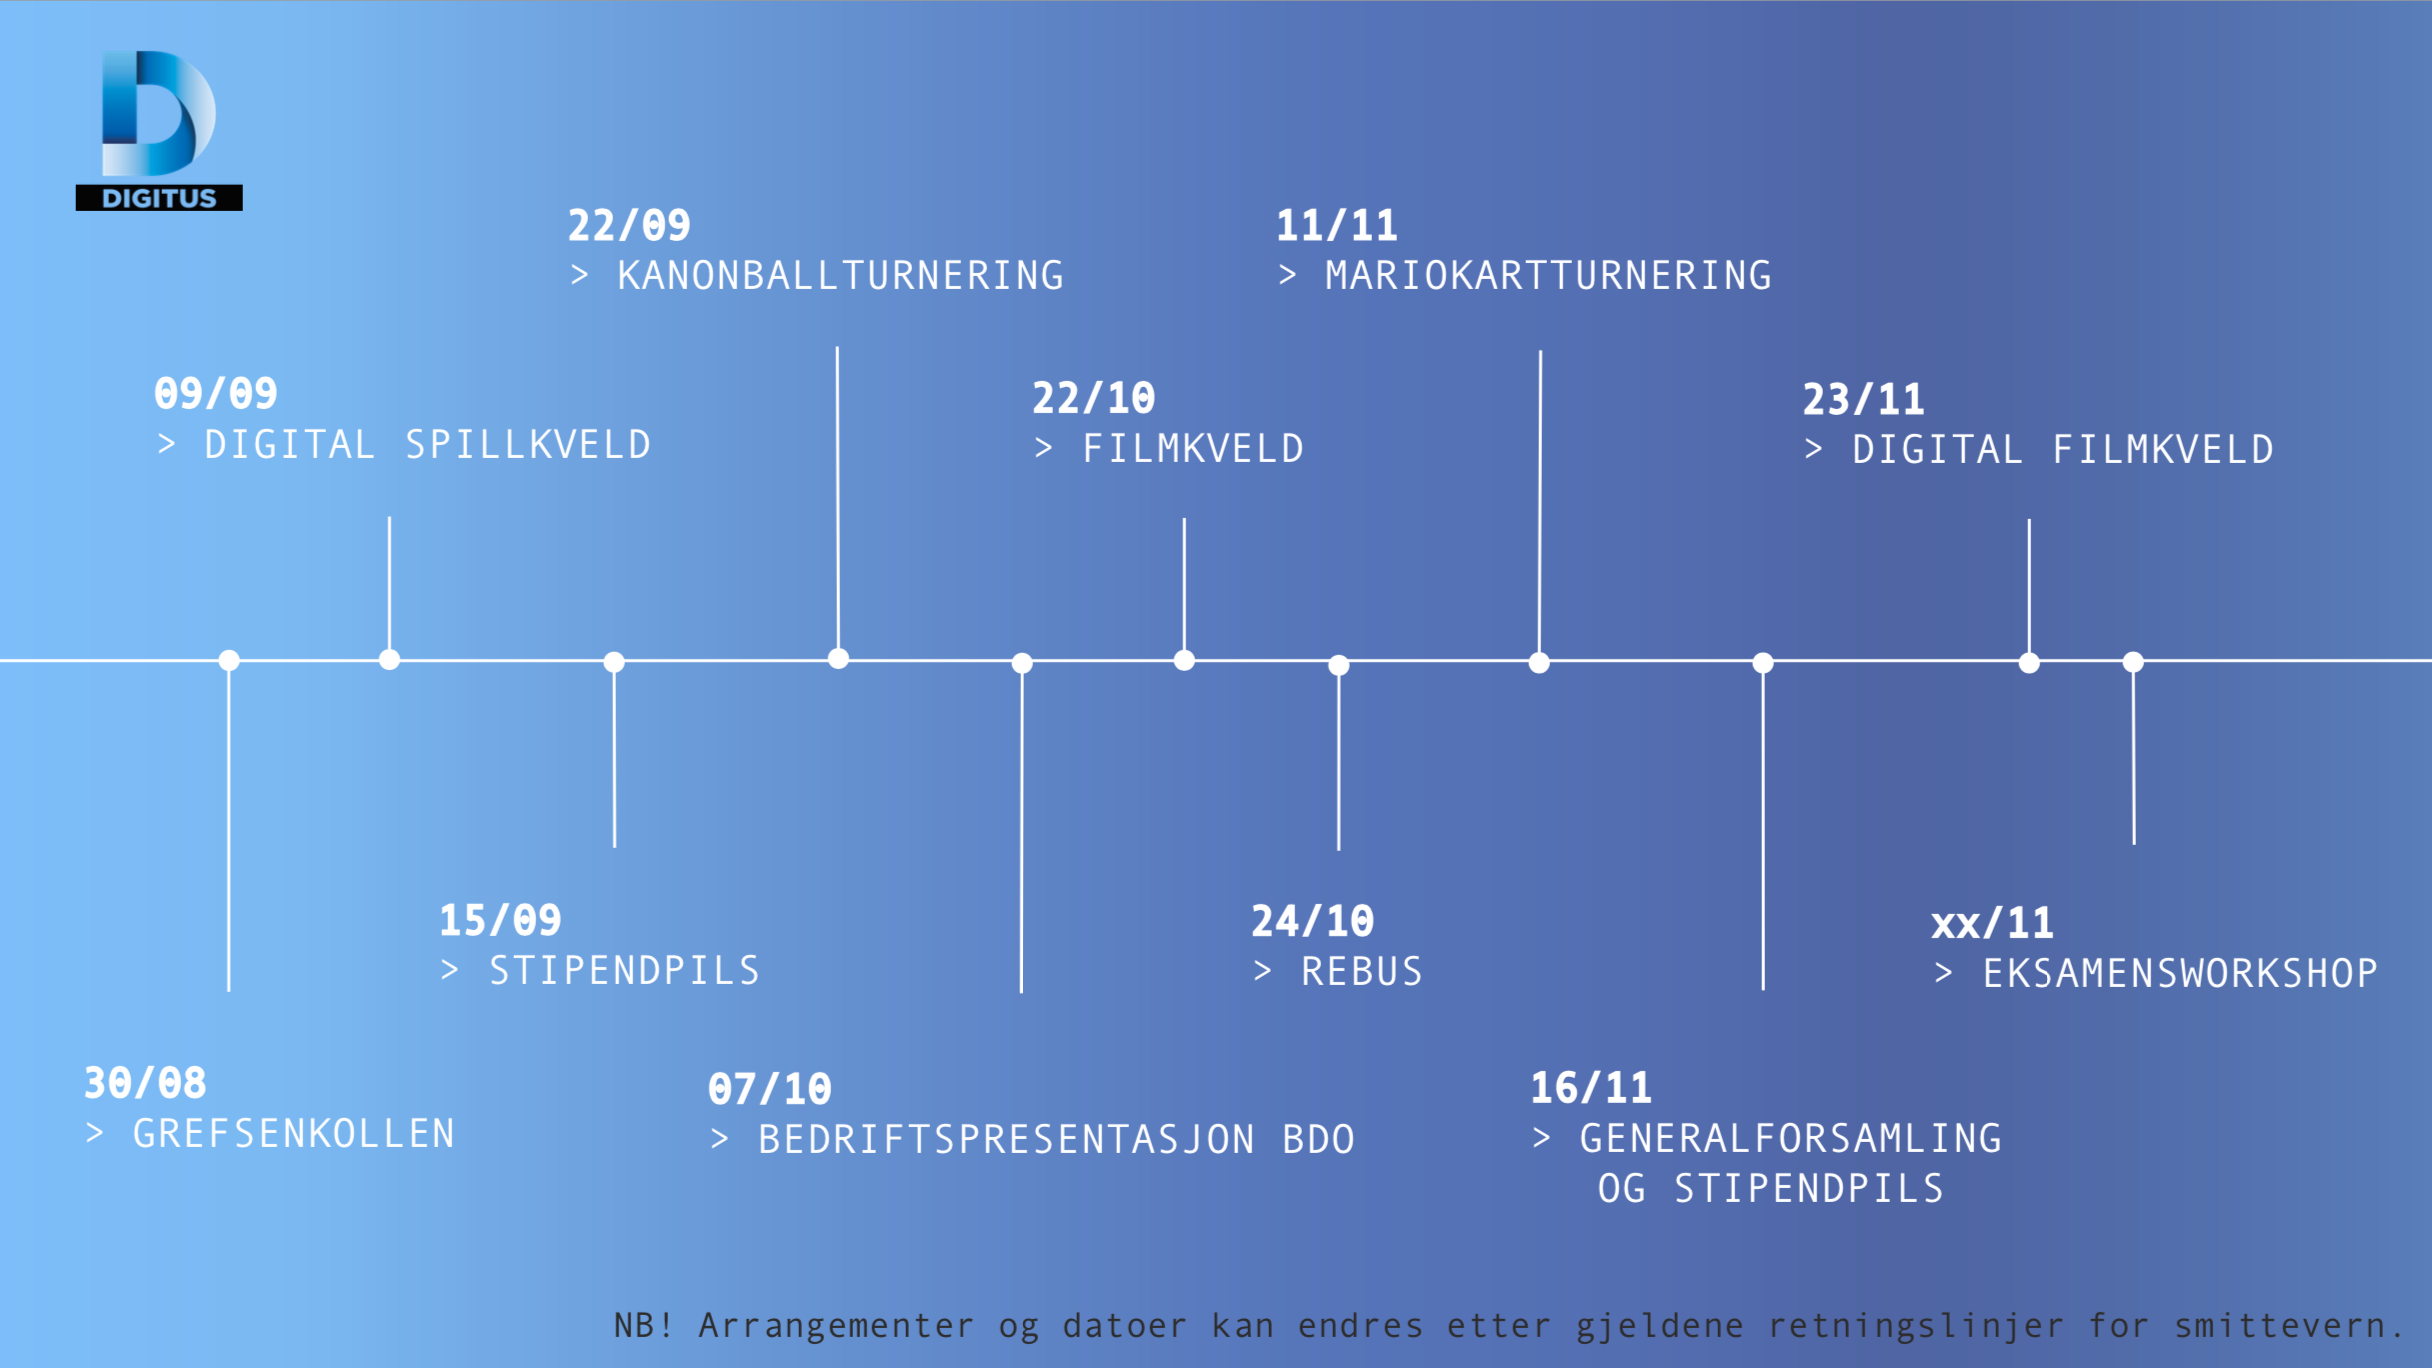 DIGITUS
22/09
> KANONBALLTURNERING
11/11
> MARIOKARTTURNERING
09/09
> DIGITAL SPILLKVELD
22/10
> FILMKVELD
23/11
> DIGITAL FILMKVELD
15/09
> STIPENDPILS
24/10
> REBUS
xx/11
> EKSAMENSWORKSHOP
30/08
> GREFSENKOLLEN
07/10
> BEDRIFTSPRESENTASJON BDO
16/11
> GENERALFORSAMLING
OG STIPENDPILS
NB! Arrangementer og datoer kan endres etter gjeldene retningslinjer for smittevern.